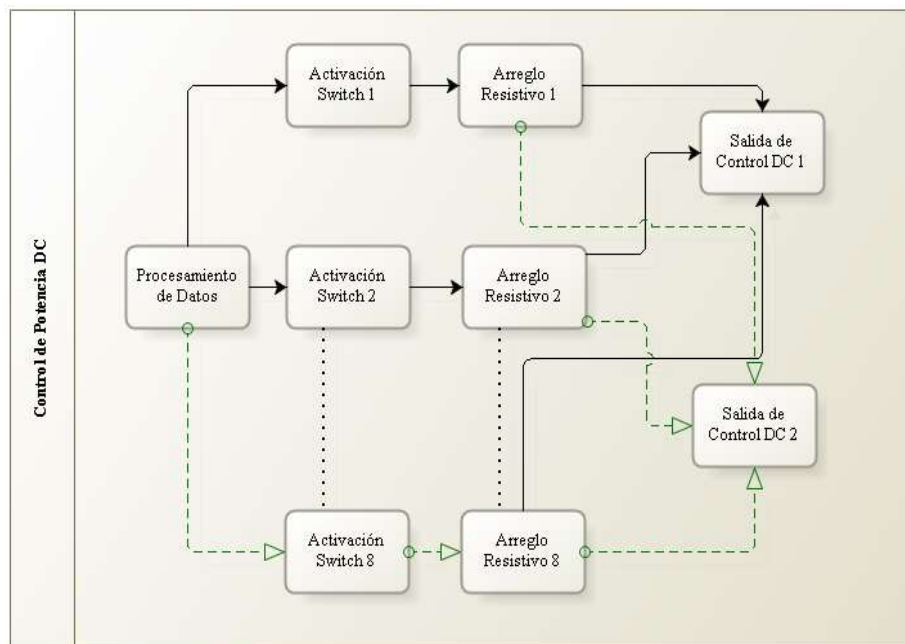 Control de Potencia DC
Activación
Switch 1
Arreglo
Resistivo 1
Salida de
Control DC 1
Procesamiento
de Datos
Activación
Switch 2
Arreglo
Resistivo 2
Salida de
Control DC 2
Activación
Switch 8
Arreglo
Resistivo 8